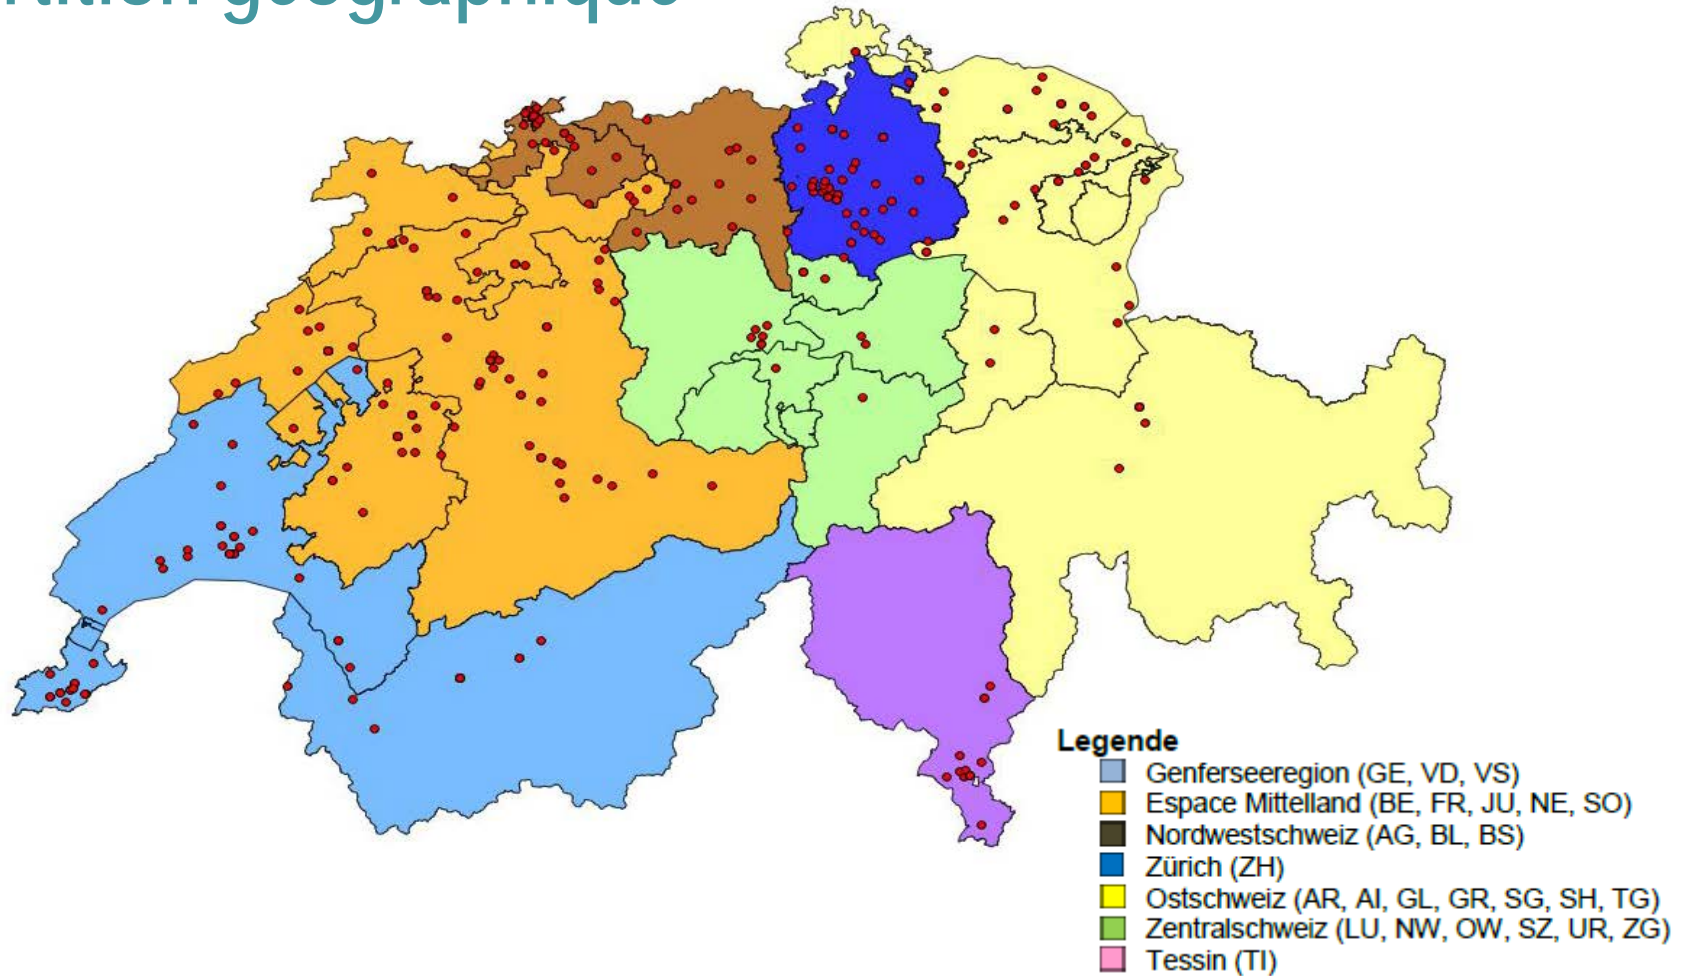 géographique
Legende
Genferseeregion (GE, VD, VS)
Espace Mittelland (BE, FR, JU, NE, SO)
Nordwestschweiz (AG, BL, BS)
Zürich (ZH)
Ostschweiz (AR, AI, GL, GR, SG, SH, TG)
Zentralschweiz (LU, NW, OW, SZ, UR, ZG)
Tessin (TI)